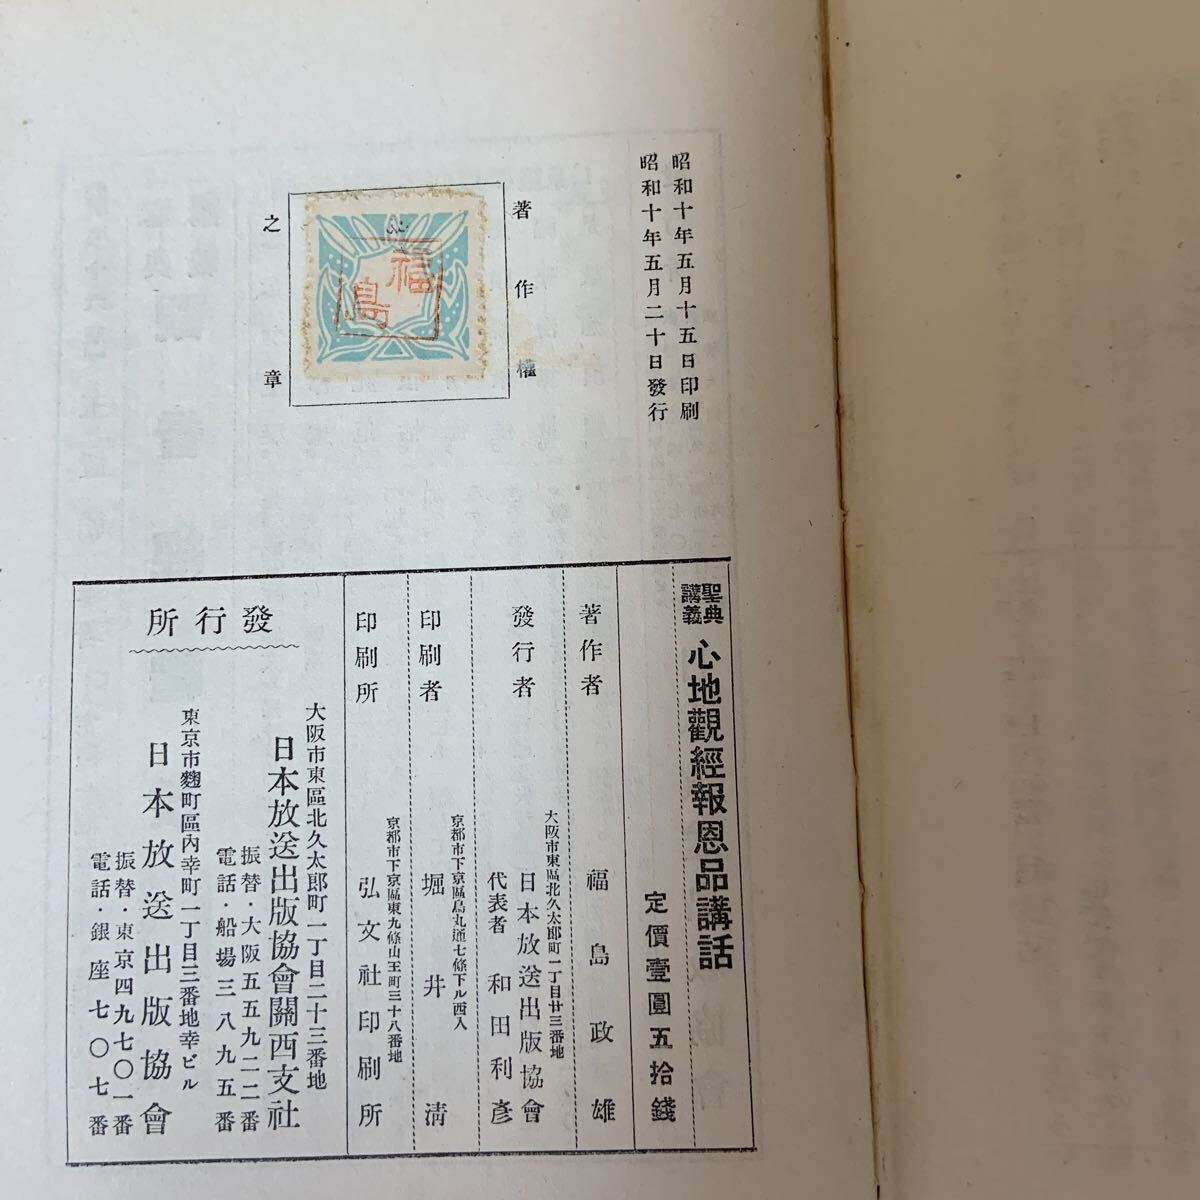 昭和十年五月十五日印刷
昭和十年五月二十日發行
著作權
福島
之章
聖典講義
心地觀經報恩品講話
定價壹圓五拾錢
著作者 福島政雄
大阪市東區北久太郎町一丁目廿三番地
發行者 日本放送出版協會
代表者 和田利彥
京都市下京區烏丸通七條下ル西入
印刷者 堀井清
京都市下京區東九條山王町三十八番地
印刷所 弘文社印刷所
發行所
大阪市東區北久太郎町一丁目二十三番地
日本放送出版協會關西支社
振替・大阪五五九二二番
電話・船場三八九五番
東京市麴町區內幸町一丁目三番地幸ビル
日本放送出版協會
振替・東京四九七〇一番
電話・銀座七〇七番